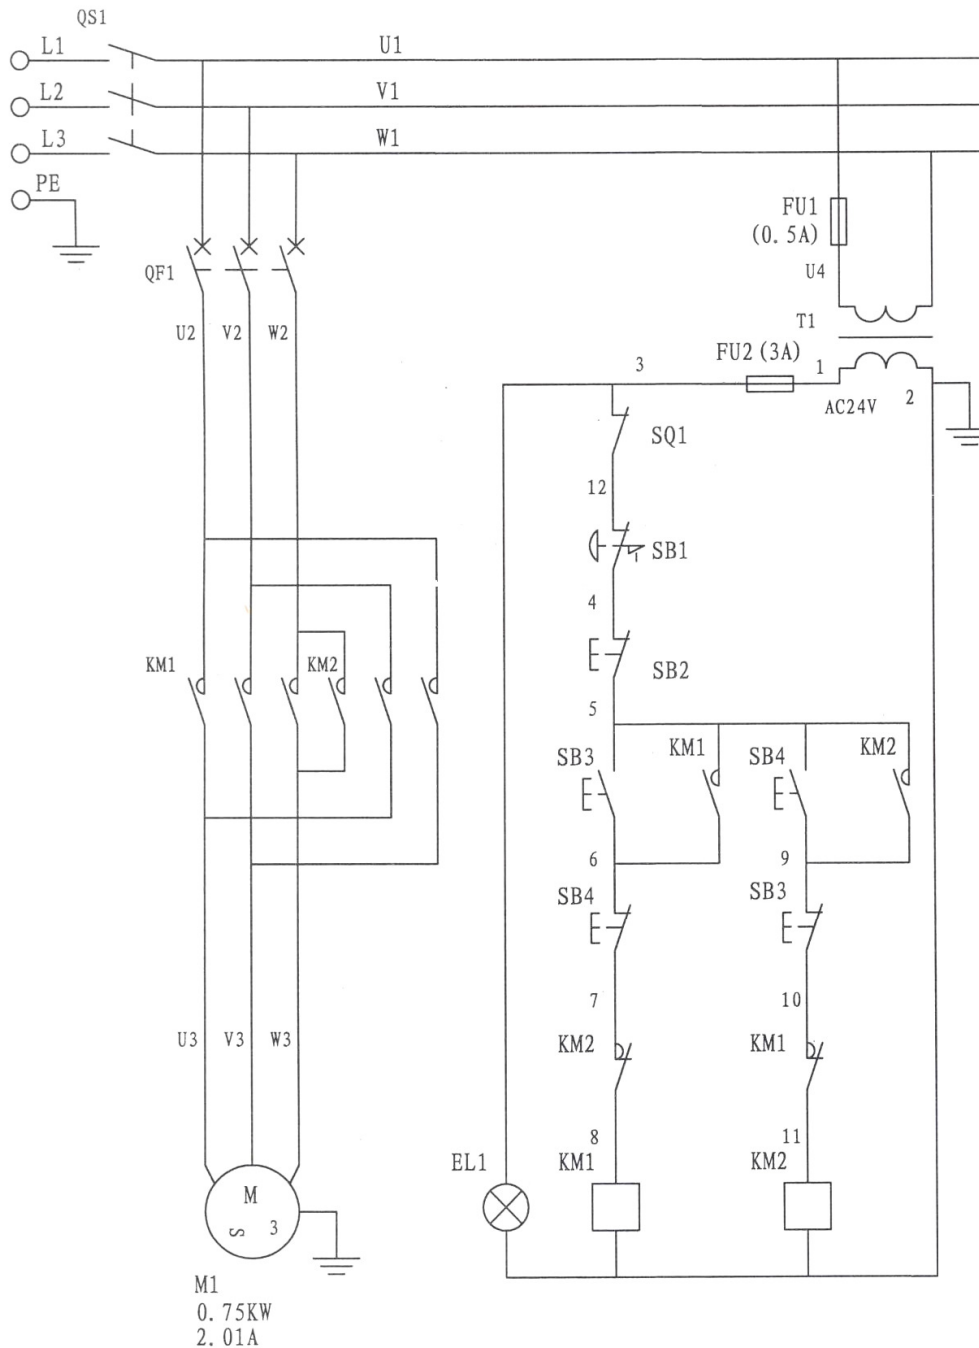 QS1
L1
U1
L2
V1
L3
W1
PE
FU1
(0.5A)
QF1
U4
U2
V2
W2
T1
FU2(3A)
3
1
AC24V
2
SQ1
12
SB1
4
KM1
KM2
SB2
5
SB3
KM1
SB4
KM2
6
9
SB4
SB3
7
10
U3
V3
W3
KM2
KM1
8
11
EL1
KM1
KM2
M
S
3
M1
0.75KW
2.01A